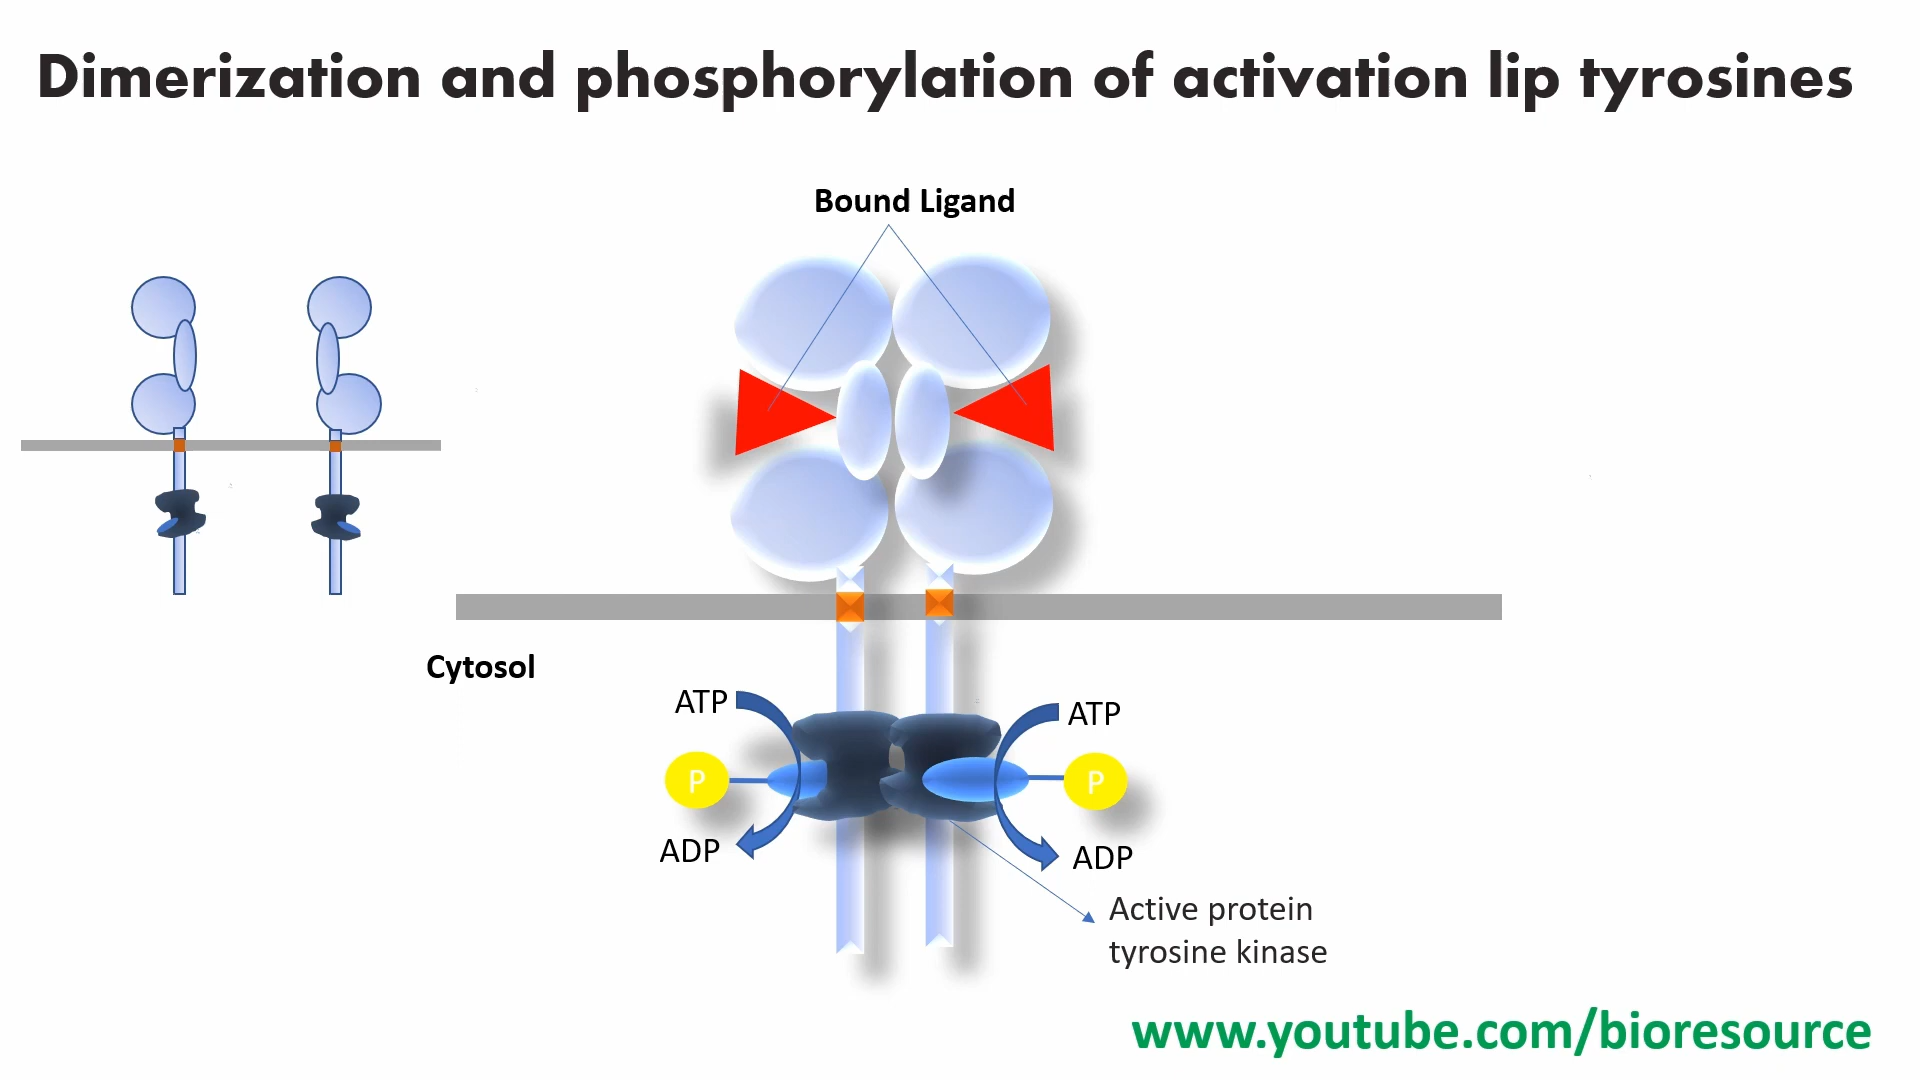 Dimerization and phosphorylation of activation lip tyrosines
Bound Ligand
Cytosol
ATP
ATP
P
P
ADP
ADP
Active protein
tyrosine kinase
www.youtube.com/bioresource